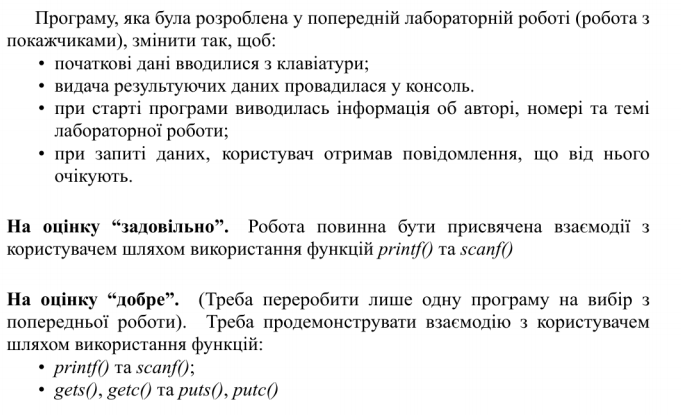 Програму, яка була розроблена у попередній лабораторній роботі (робота з
покажчиками), змінити так, щоб:
• початкові дані вводилися з клавіатури;
• видача результуючих даних провадилася у консоль.
• при старті програми виводилась інформація об авторі, номері та темі
лабораторної роботи;
• при запиті даних, користувач отримав повідомлення, що від нього
очікують.
На оцінку “задовільно”. Робота повинна бути присвячена взаємодії з
користувачем шляхом використання функцій printf() та scanf()
На оцінку “добре”. (Треба переробити лише одну програму на вибір з
попередньої роботи). Треба продемонструвати взаємодію з користувачем
шляхом використання функцій:
• printf() та scanf();
• gets(), getc() та puts(), putc()